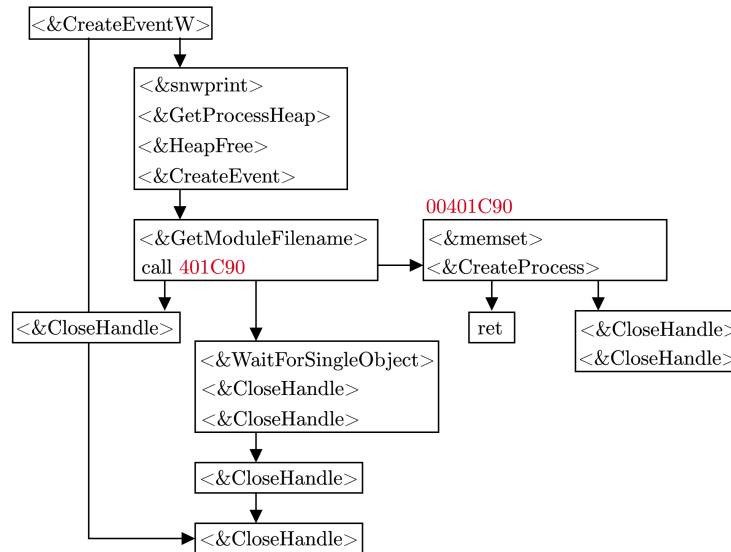 <&CreateEventW>
<&snwprint>
<&GetProcessHeap>
<&HeapFree>
<&CreateEvent>
<&GetModuleFilename>
call 401C90
00401C90
<&memset>
<&CreateProcess>
<&CloseHandle>
ret
<&CloseHandle>
<&CloseHandle>
<&WaitForSingleObject>
<&CloseHandle>
<&CloseHandle>
<&CloseHandle>
<&CloseHandle>